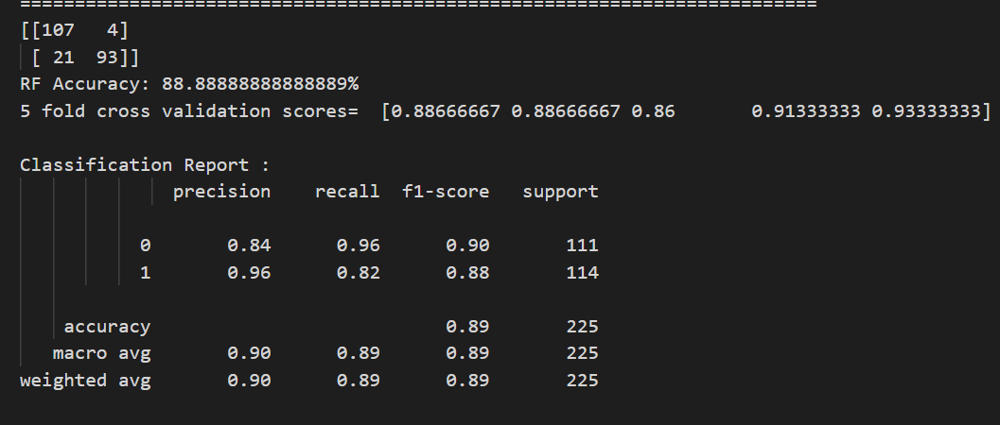 ==========================================================================
[[107   4]
 [ 21  93]]
RF Accuracy: 88.88888888888889%
5 fold cross validation scores=  [0.88666667 0.88666667 0.86       0.91333333 0.93333333]
Classification Report :
              precision    recall  f1-score   support
           0       0.84      0.96      0.90       111
           1       0.96      0.82      0.88       114
    accuracy                           0.89       225
   macro avg       0.90      0.89      0.89       225
weighted avg       0.90      0.89      0.89       225